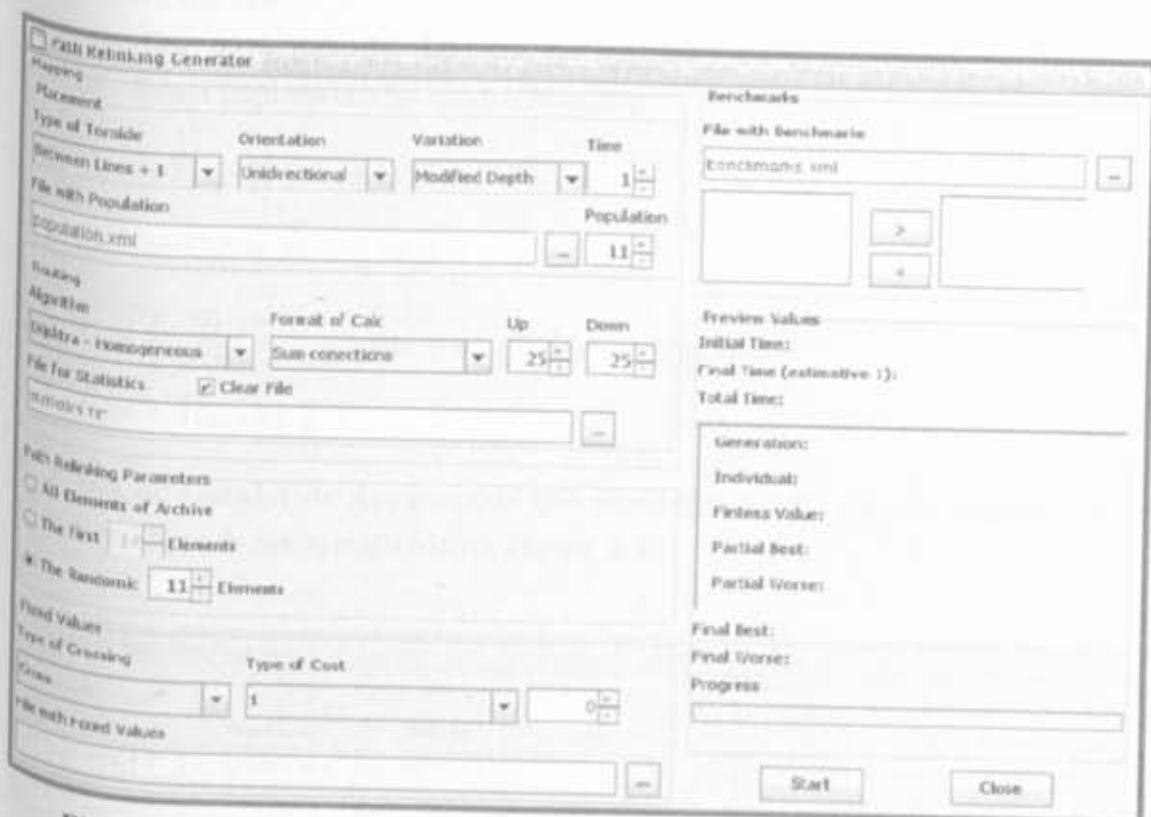 Path Relinking Generator
Mapping
Placement
Type of Toroide
Orientation
Variation
Time
Between Lines + 1
Unidirectional
Modified Depth
1
File with Population
Population
population.xml
...
11
Routing
Algorithm
Format of Calc
Up
Down
Dijkstra - Homogeneous
Sum conections
25
25
File for Statistics
Clear File
...
Path Relinking Parameters
All Elements of Archive
The First
Elements
The Randomic
11
Elements
Fixed Values
Type of Crossing
Type of Cost
Cross
1
0
File with Fixed Values
...
Benchmarks
File with Benchmarks
benchmarks.xml
...
>
<
Preview Values
Initial Time:
Final Time (estimative 1):
Total Time:
Generation:
Individual:
Fintess Value:
Partial Best:
Partial Worse:
Final Best:
Final Worse:
Progress
Start
Close